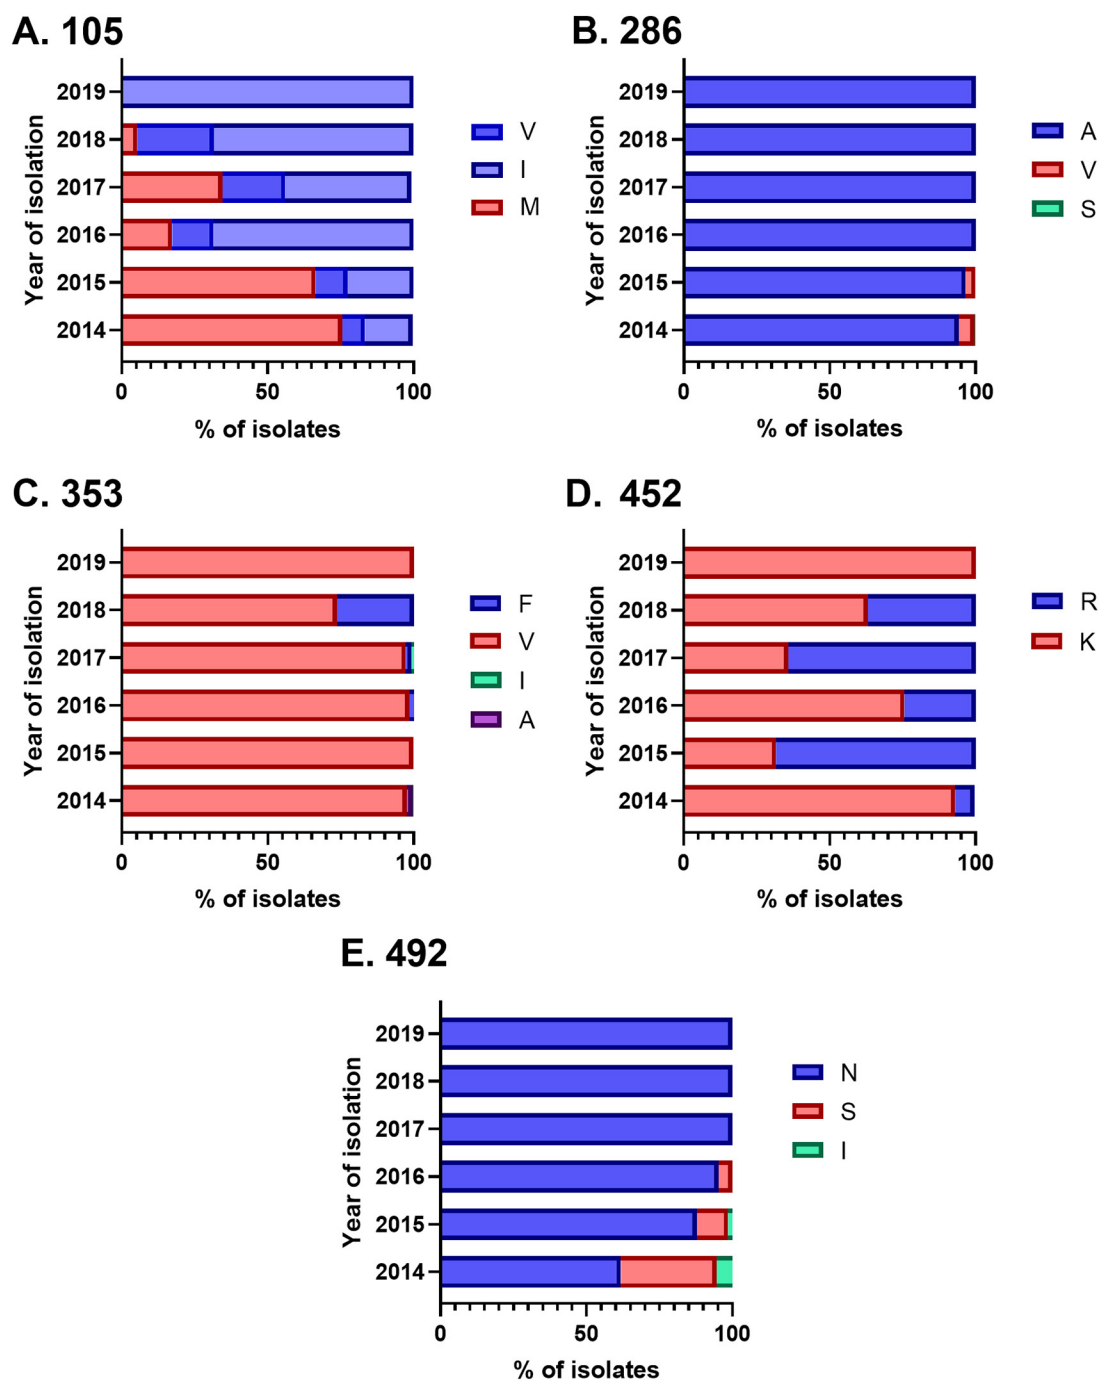 A. 105
Year of isolation
2019
2018
2017
2016
2015
2014
0 50 100
% of isolates
V
I
M
B. 286
Year of isolation
2019
2018
2017
2016
2015
2014
0 50 100
% of isolates
A
V
S
C. 353
Year of isolation
2019
2018
2017
2016
2015
2014
0 50 100
% of isolates
F
V
I
A
D. 452
Year of isolation
2019
2018
2017
2016
2015
2014
0 50 100
% of isolates
R
K
E. 492
Year of isolation
2019
2018
2017
2016
2015
2014
0 50 100
% of isolates
N
S
I